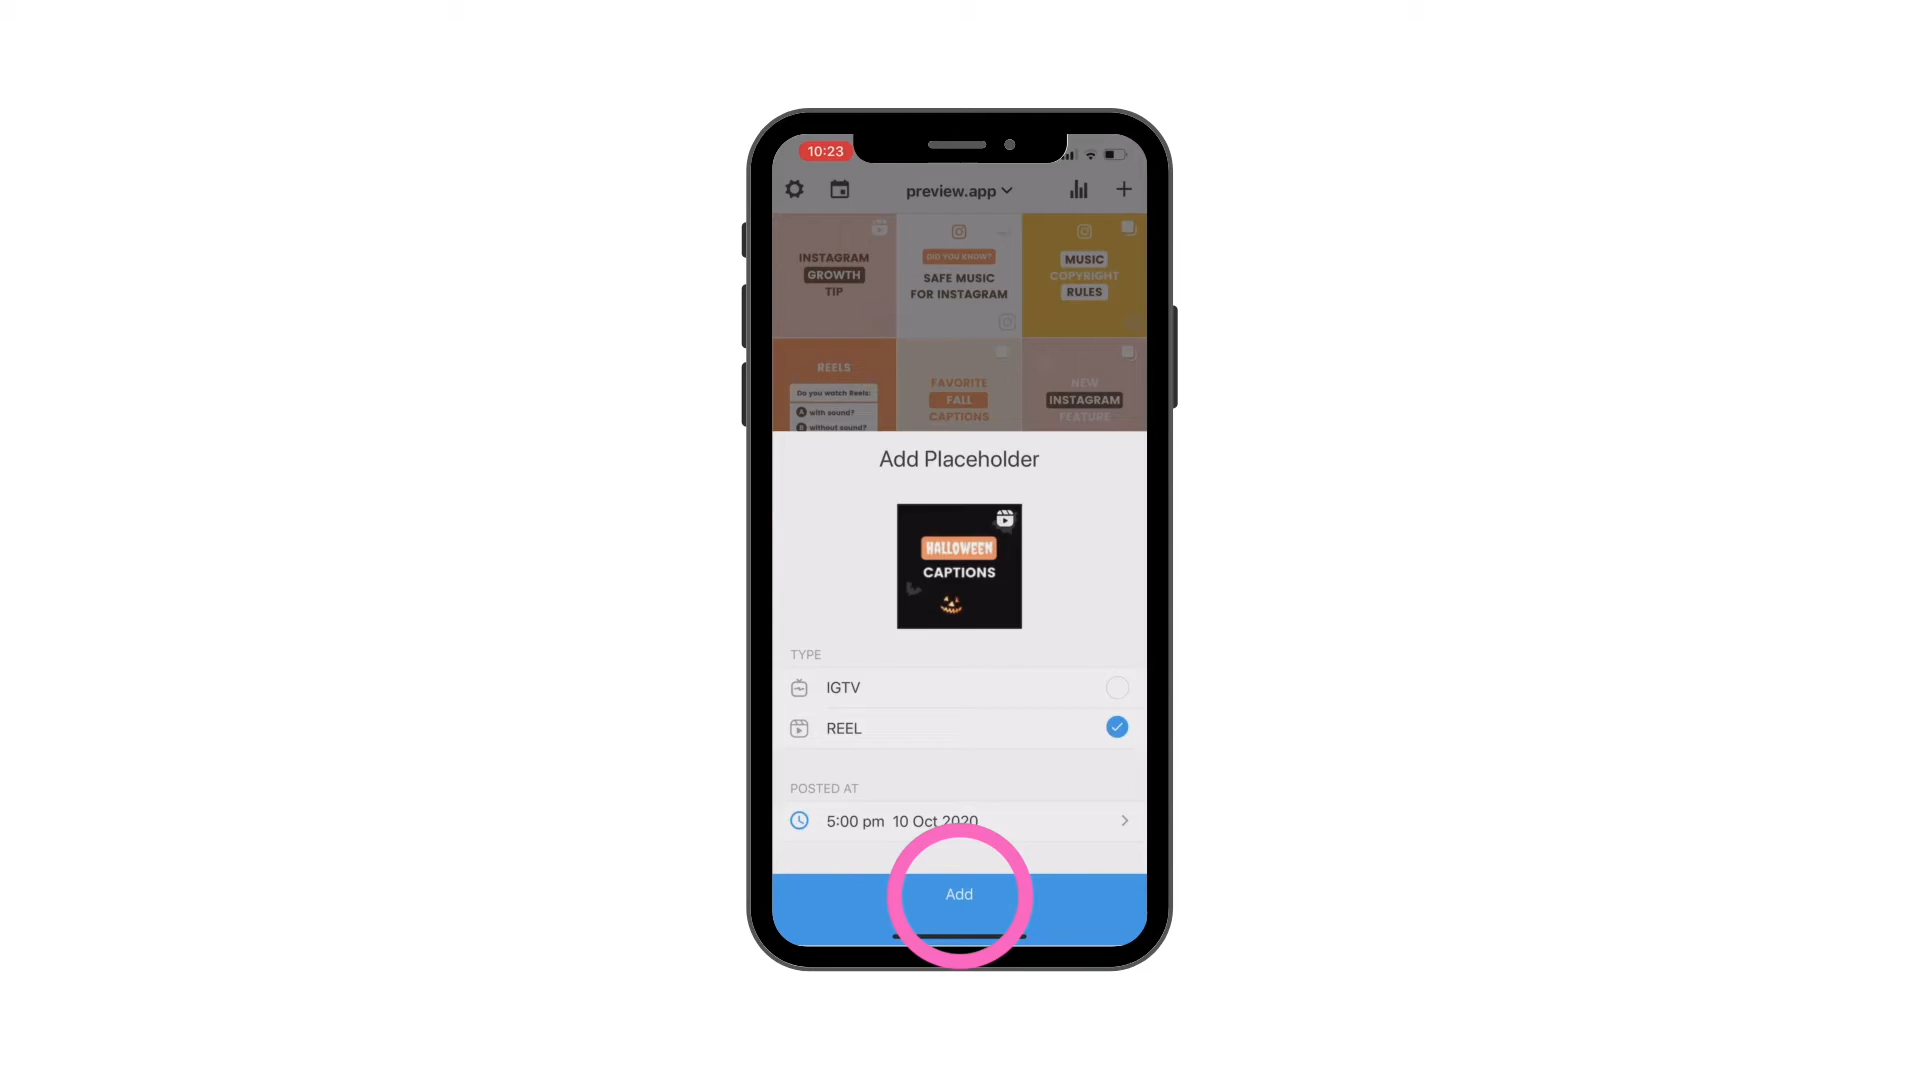 10:23
preview.app
INSTAGRAM
GROWTH
TIP
DID YOU KNOW?
SAFE MUSIC
FOR INSTAGRAM
MUSIC
COPYRIGHT
RULES
REELS
Do you watch Reels:
A with sound?
B without sound?
FAVORITE
FALL
CAPTIONS
NEW
INSTAGRAM
FEATURE
Add Placeholder
HALLOWEEN
CAPTIONS
TYPE
IGTV
REEL
POSTED AT
5:00 pm 10 Oct 2020
Add